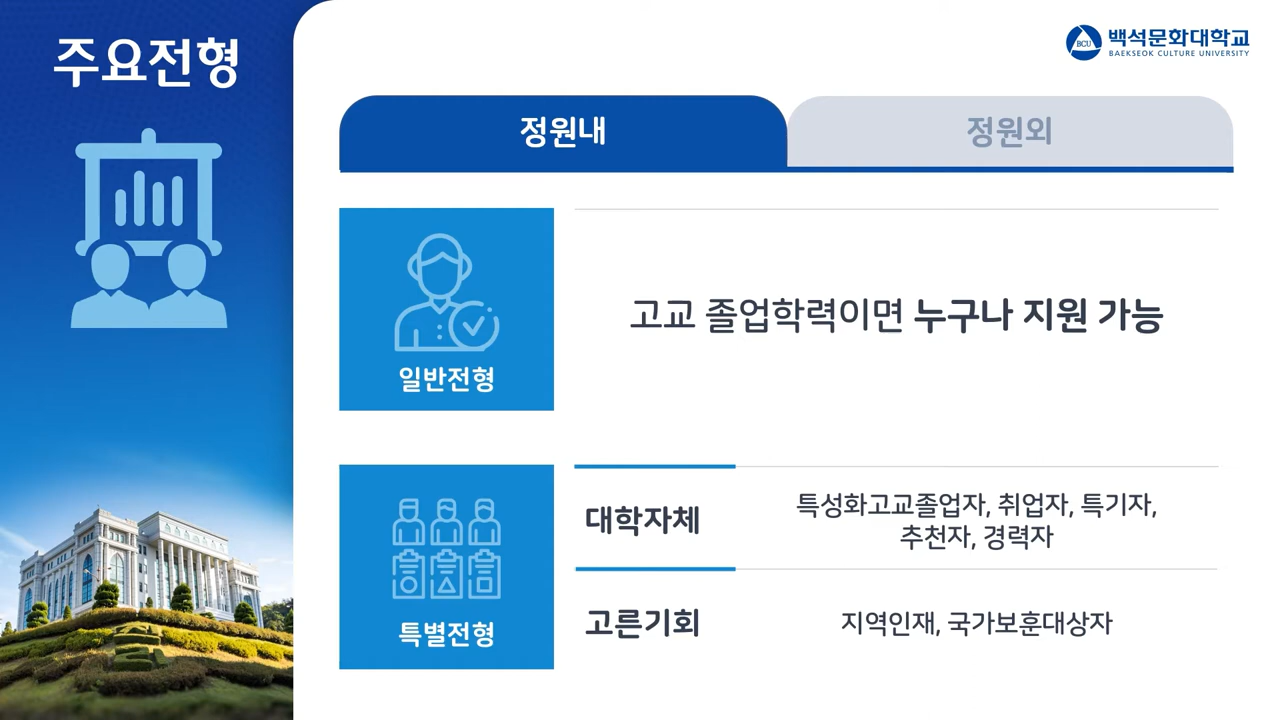 주요전형
BCU
백석문화대학교
BAEKSEOK CULTURE UNIVERSITY
정원내
정원외
일반전형
고교 졸업학력이면 누구나 지원 가능
특별전형
대학자체
특성화고교졸업자, 취업자, 특기자,
추천자, 경력자
고른기회
지역인재, 국가보훈대상자